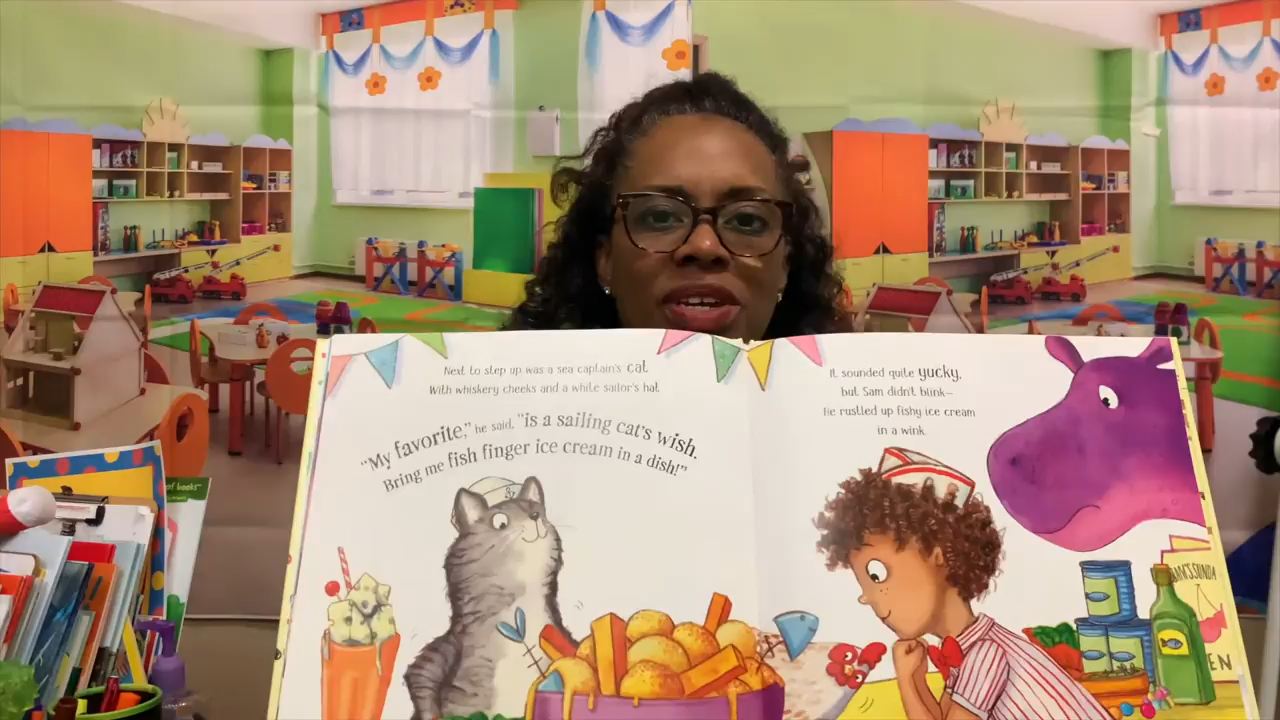 Next to step up was a sea captain's cat
With whiskery cheeks and a white sailor's hat.
"My favorite," he said, "is a sailing cat's wish.
Bring me fish finger ice cream in a dish!"
It sounded quite yucky,
but Sam didn't blink—
He rustled up fishy ice cream
in a wink.
of books"